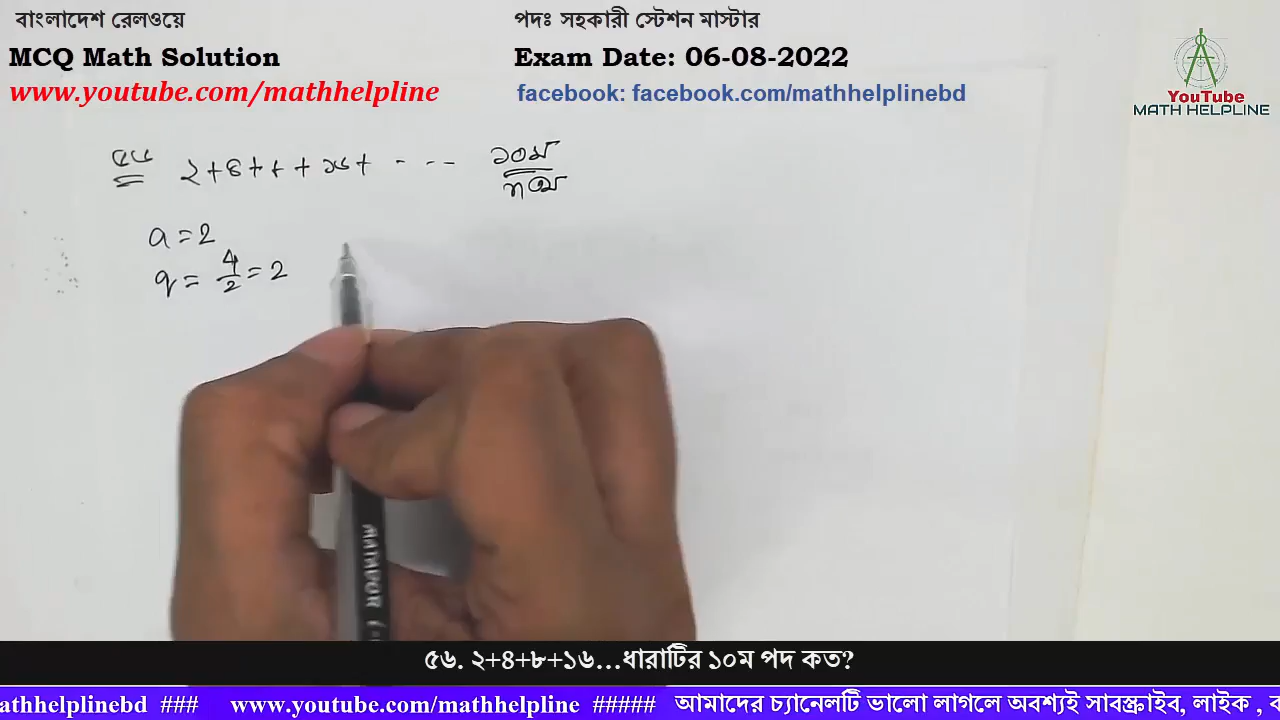 বাংলাদেশ রেলওয়ে
পদঃ সহকারী স্টেশন মাস্টার
MCQ Math Solution
Exam Date: 06-08-2022
www.youtube.com/mathhelpline
facebook: facebook.com/mathhelplinebd
YouTube
MATH HELPLINE
৫৬ ২+৪+৮+১৬+ - - - ১০ম
n তম
a = 2
q = 4/2 = 2
MATADOR
৫৬. ২+৪+৮+১৬...ধারাটির ১০ম পদ কত?
athhelplinebd ### www.youtube.com/mathhelpline ##### আমাদের চ্যানেলটি ভালো লাগলে অবশ্যই সাবস্ক্রাইব, লাইক , ক